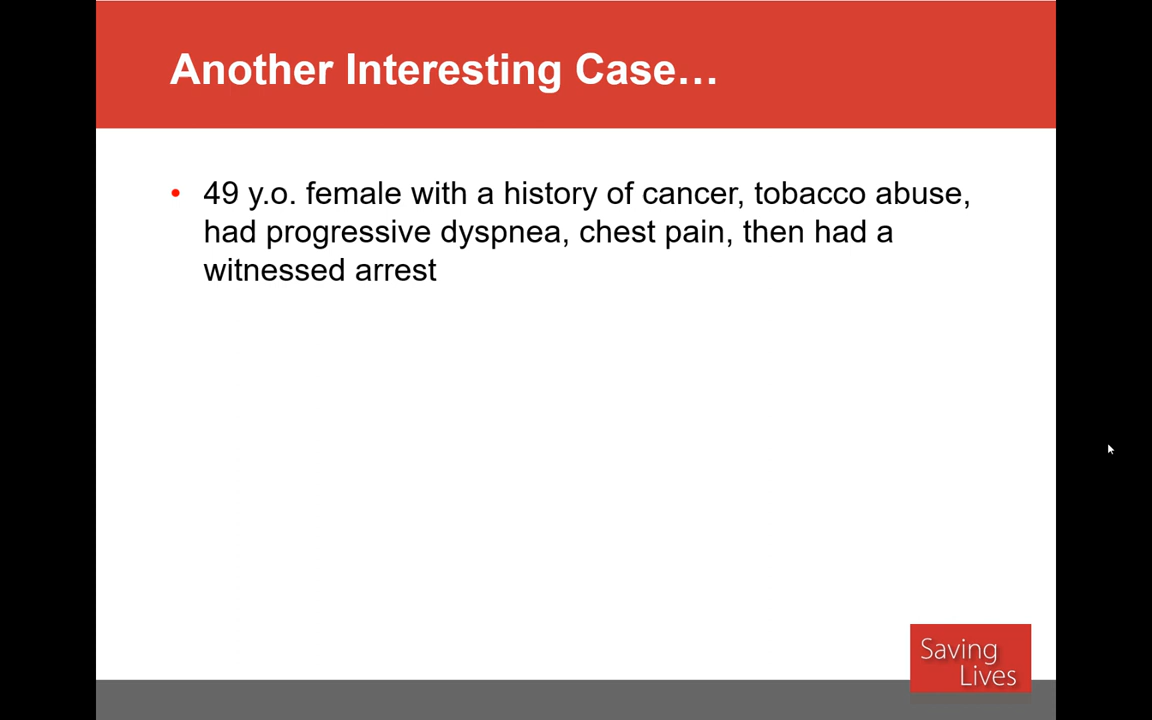 Another Interesting Case…
• 49 y.o. female with a history of cancer, tobacco abuse,
had progressive dyspnea, chest pain, then had a
witnessed arrest
Saving
Lives